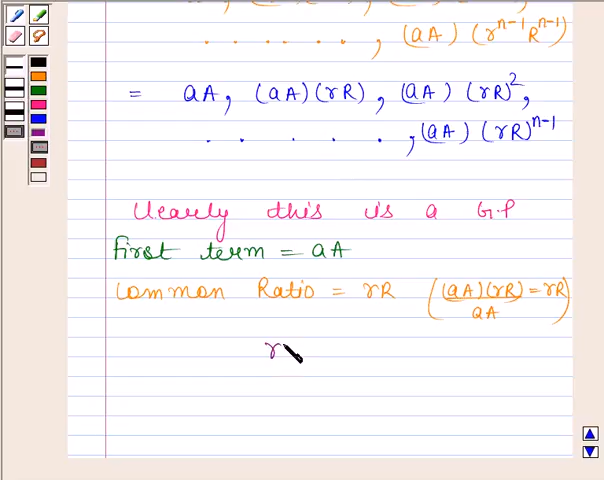 . . . . . . . , (aA) (r^{n-1} R^{n-1})
= aA, (aA)(rR), (aA) (rR)^2,
. . . . . , (aA) (rR)^{n-1}
Clearly this is a G.P
First term = aA
Common Ratio = rR ((aA)(rR)/aA = rR)
r